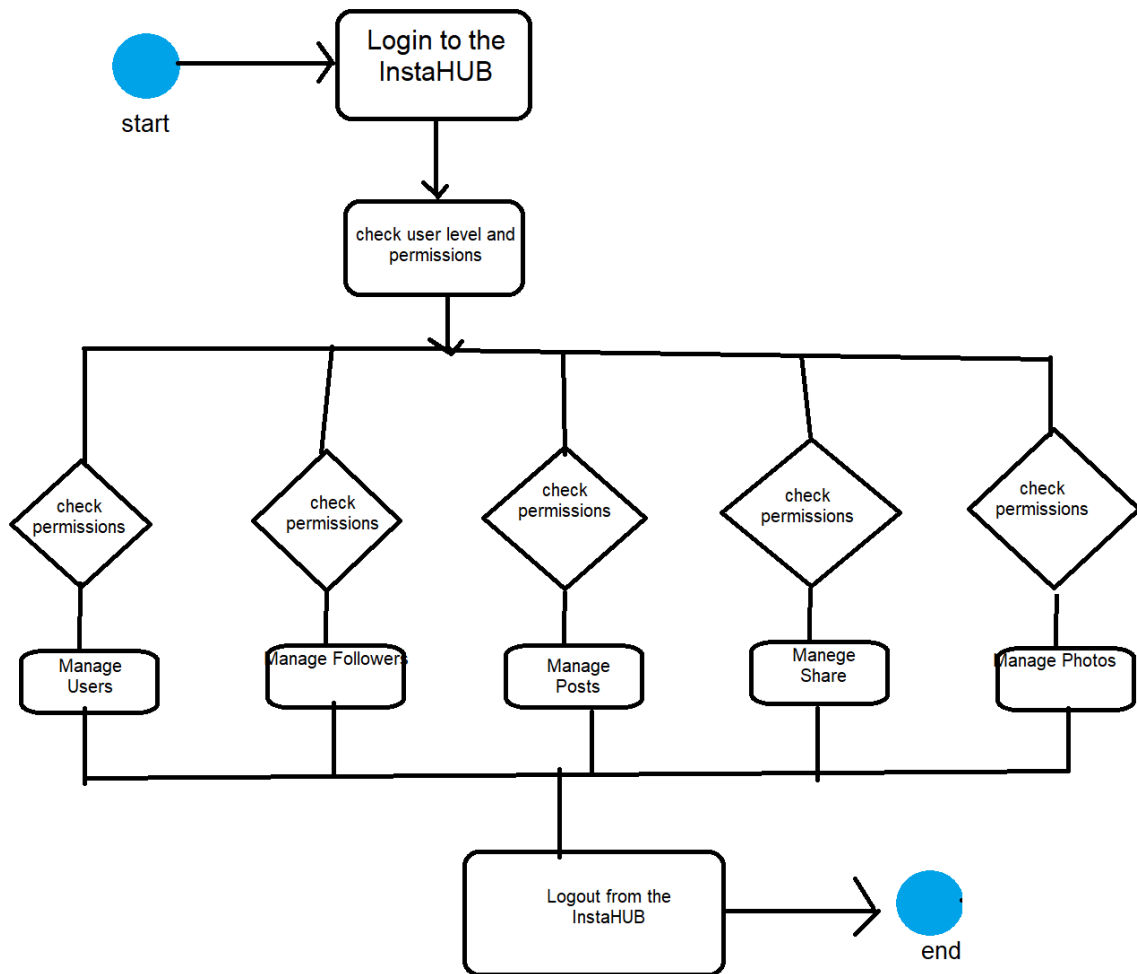 Login to the
InstaHUB
start
check user level and
permissions
check
permissions
check
permissions
check
permissions
check
permissions
check
permissions
Manage
Users
Manage Followers
Manage
Posts
Manege
Share
Manage Photos
Logout from the
InstaHUB
end